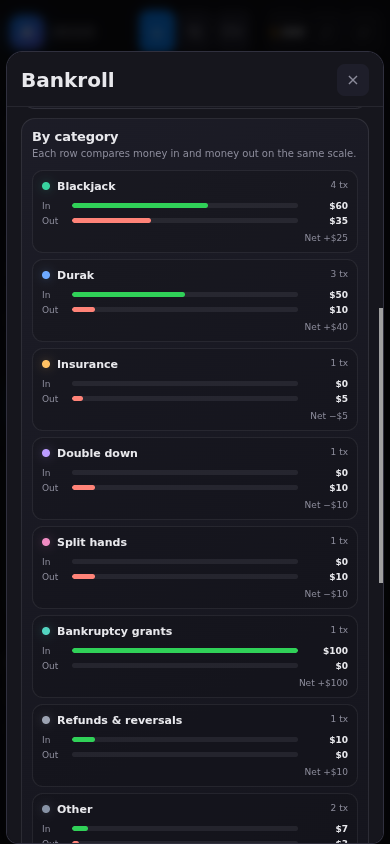 Bankroll
×
By category
Each row compares money in and money out on the same scale.
Blackjack 4 tx
In $60
Out $35
Net +$25
Durak 3 tx
In $50
Out $10
Net +$40
Insurance 1 tx
In $0
Out $5
Net −$5
Double down 1 tx
In $0
Out $10
Net −$10
Split hands 1 tx
In $0
Out $10
Net −$10
Bankruptcy grants 1 tx
In $100
Out $0
Net +$100
Refunds & reversals 1 tx
In $10
Out $0
Net +$10
Other 2 tx
In $7
Out